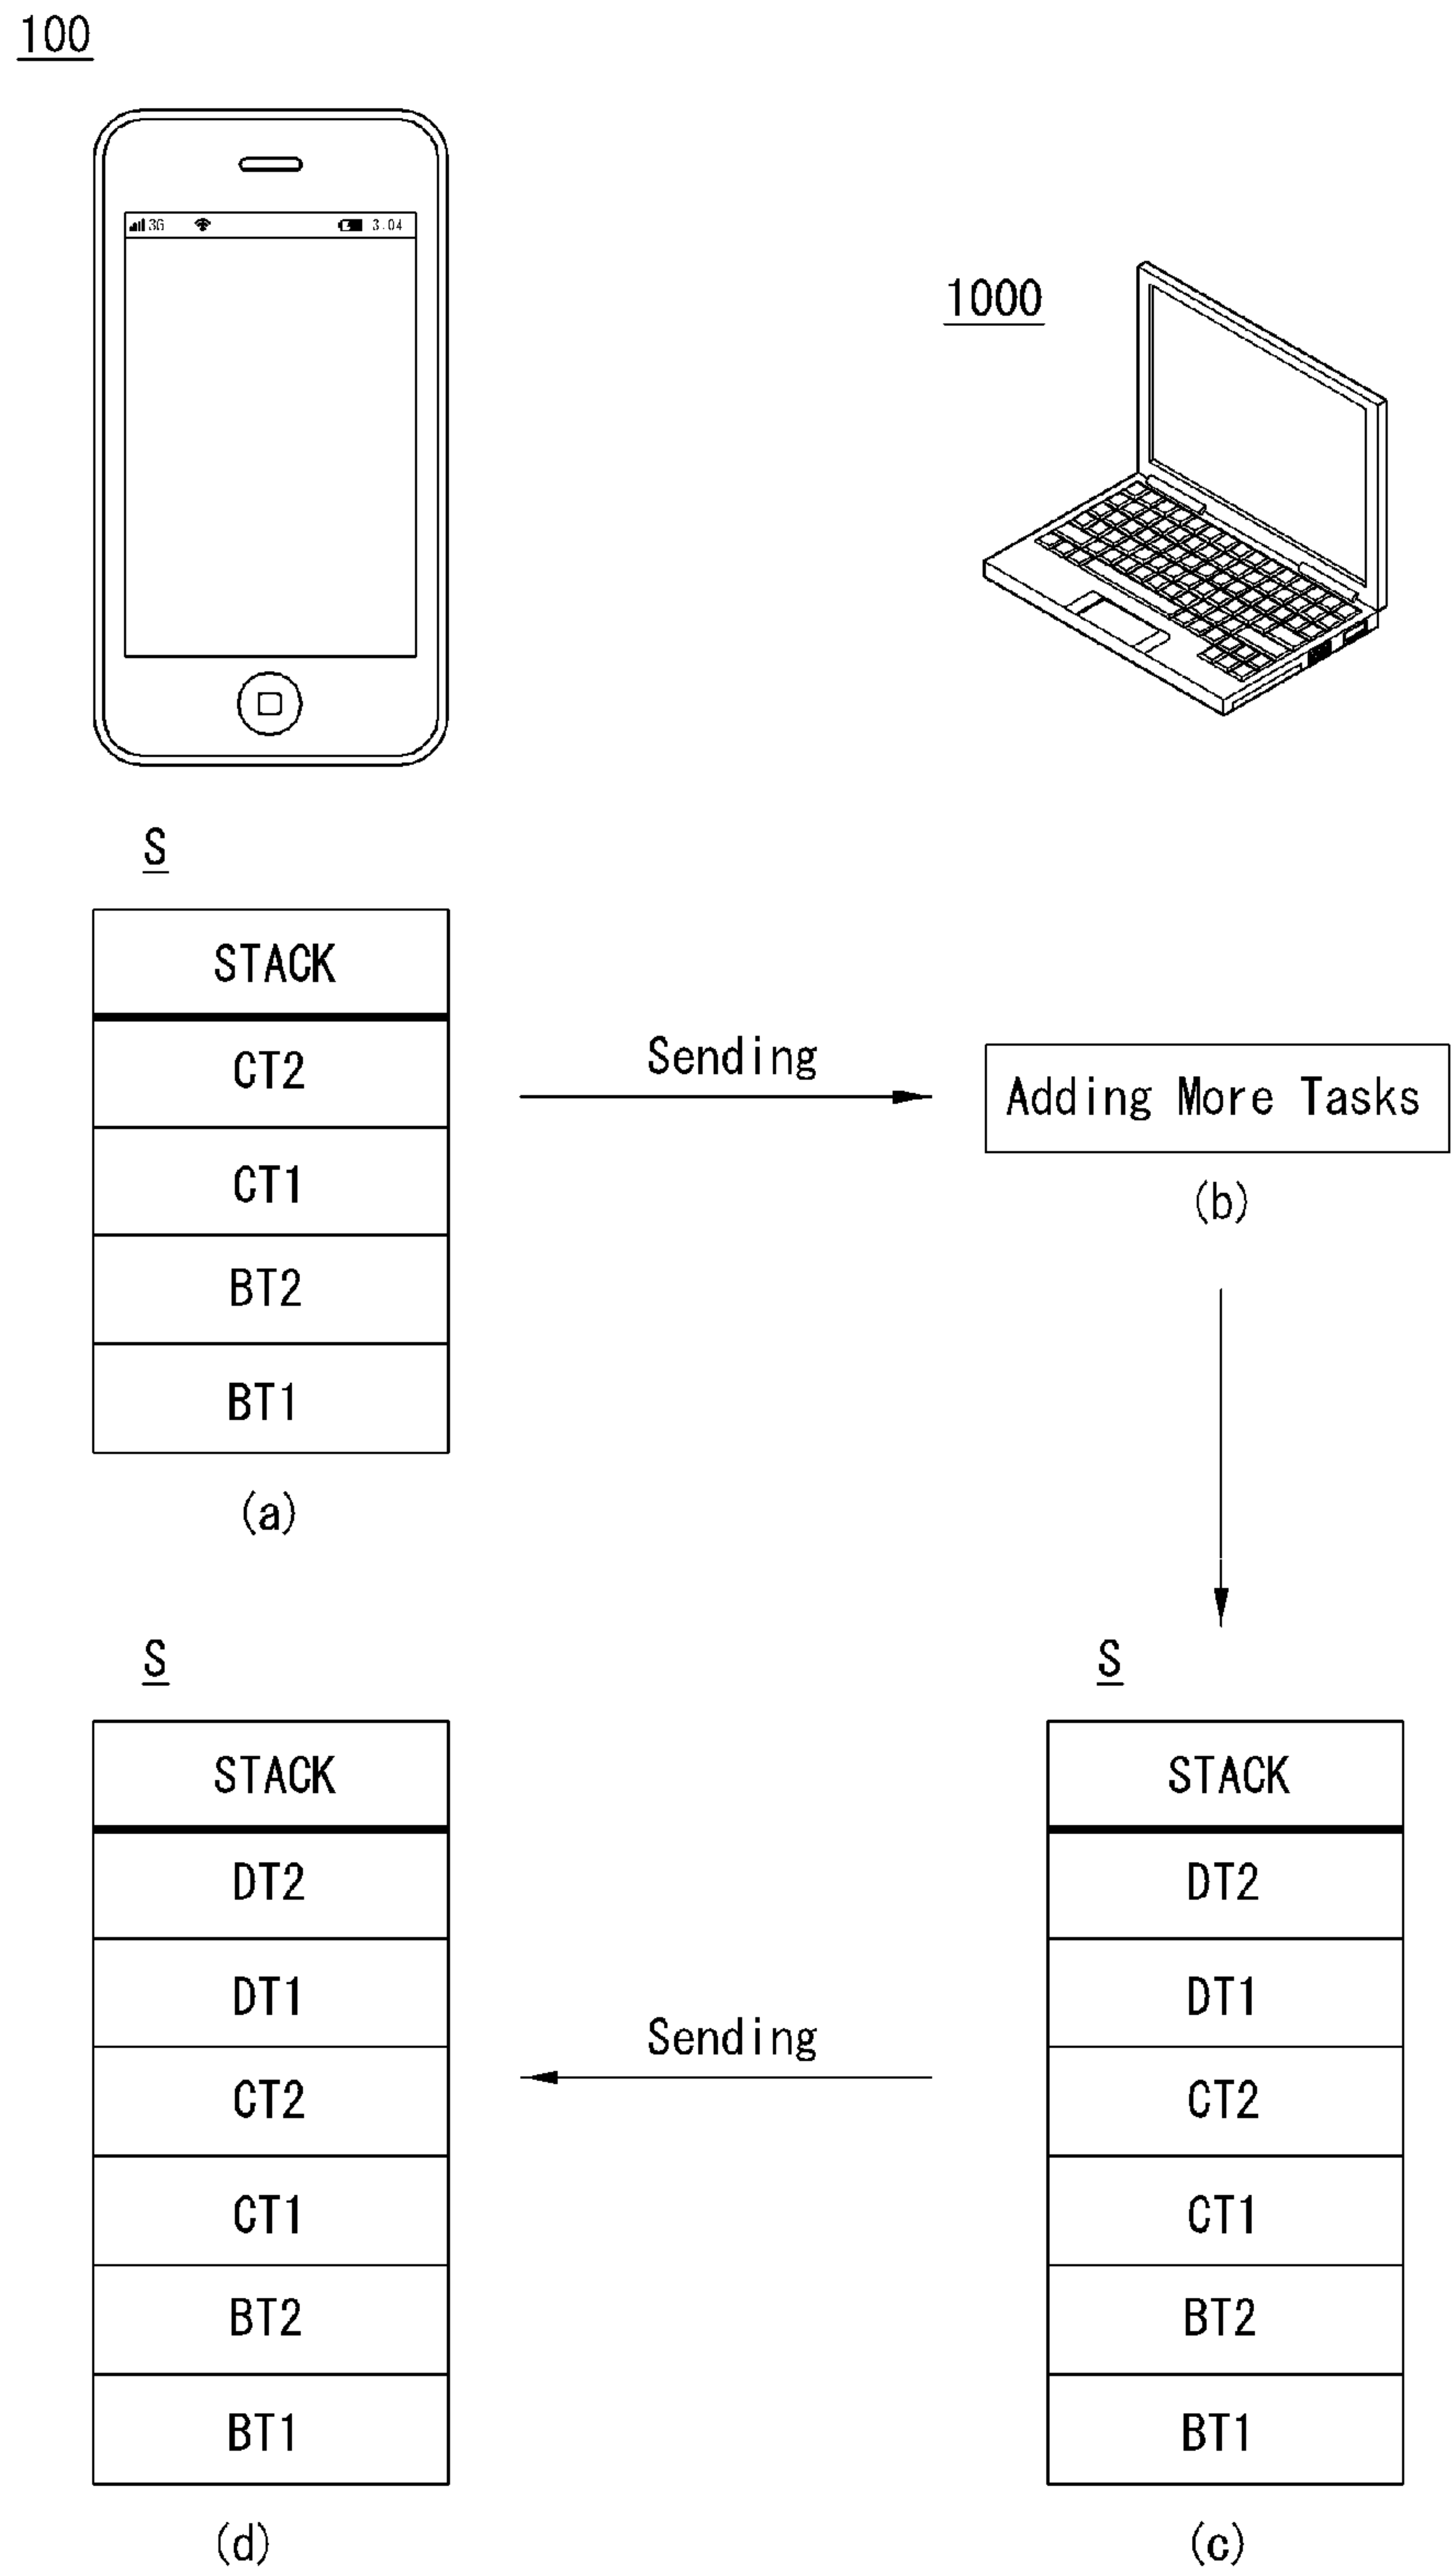 100
3G 3.04
1000
S
STACK
CT2
CT1
BT2
BT1
(a)
Sending
Adding More Tasks
(b)
S
STACK
DT2
DT1
CT2
CT1
BT2
BT1
(d)
Sending
S
STACK
DT2
DT1
CT2
CT1
BT2
BT1
(c)